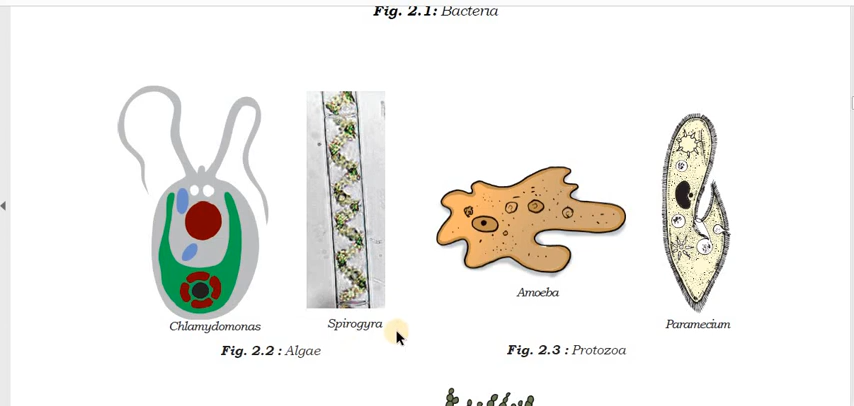 Fig. 2.1: Bacteria
Chlamydomonas
Spirogyra
Amoeba
Paramecium
Fig. 2.2 : Algae
Fig. 2.3 : Protozoa